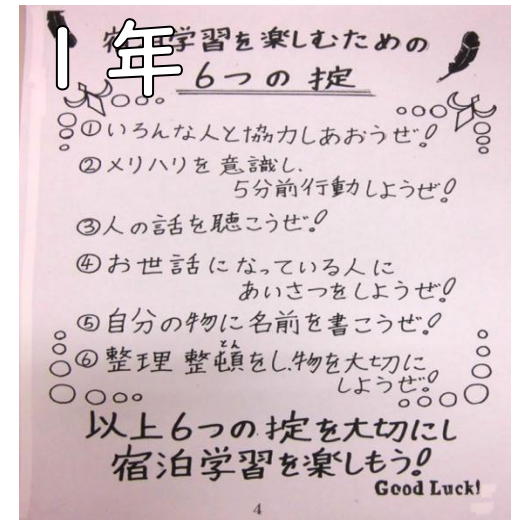 1年
宿泊学習を楽しむための
6つの掟
①いろんな人と協力しあおうぜ!
②メリハリを意識し、
5分前行動しようぜ!
③人の話を聴こうぜ!
④お世話になっている人に
あいさつをしようぜ!
⑤自分の物に名前を書こうぜ!
とん
⑥整理整頓をし、物を大切に
しようぜ!
以上6つの掟を大切にし
宿泊学習を楽しもう!
Good Luck!
4